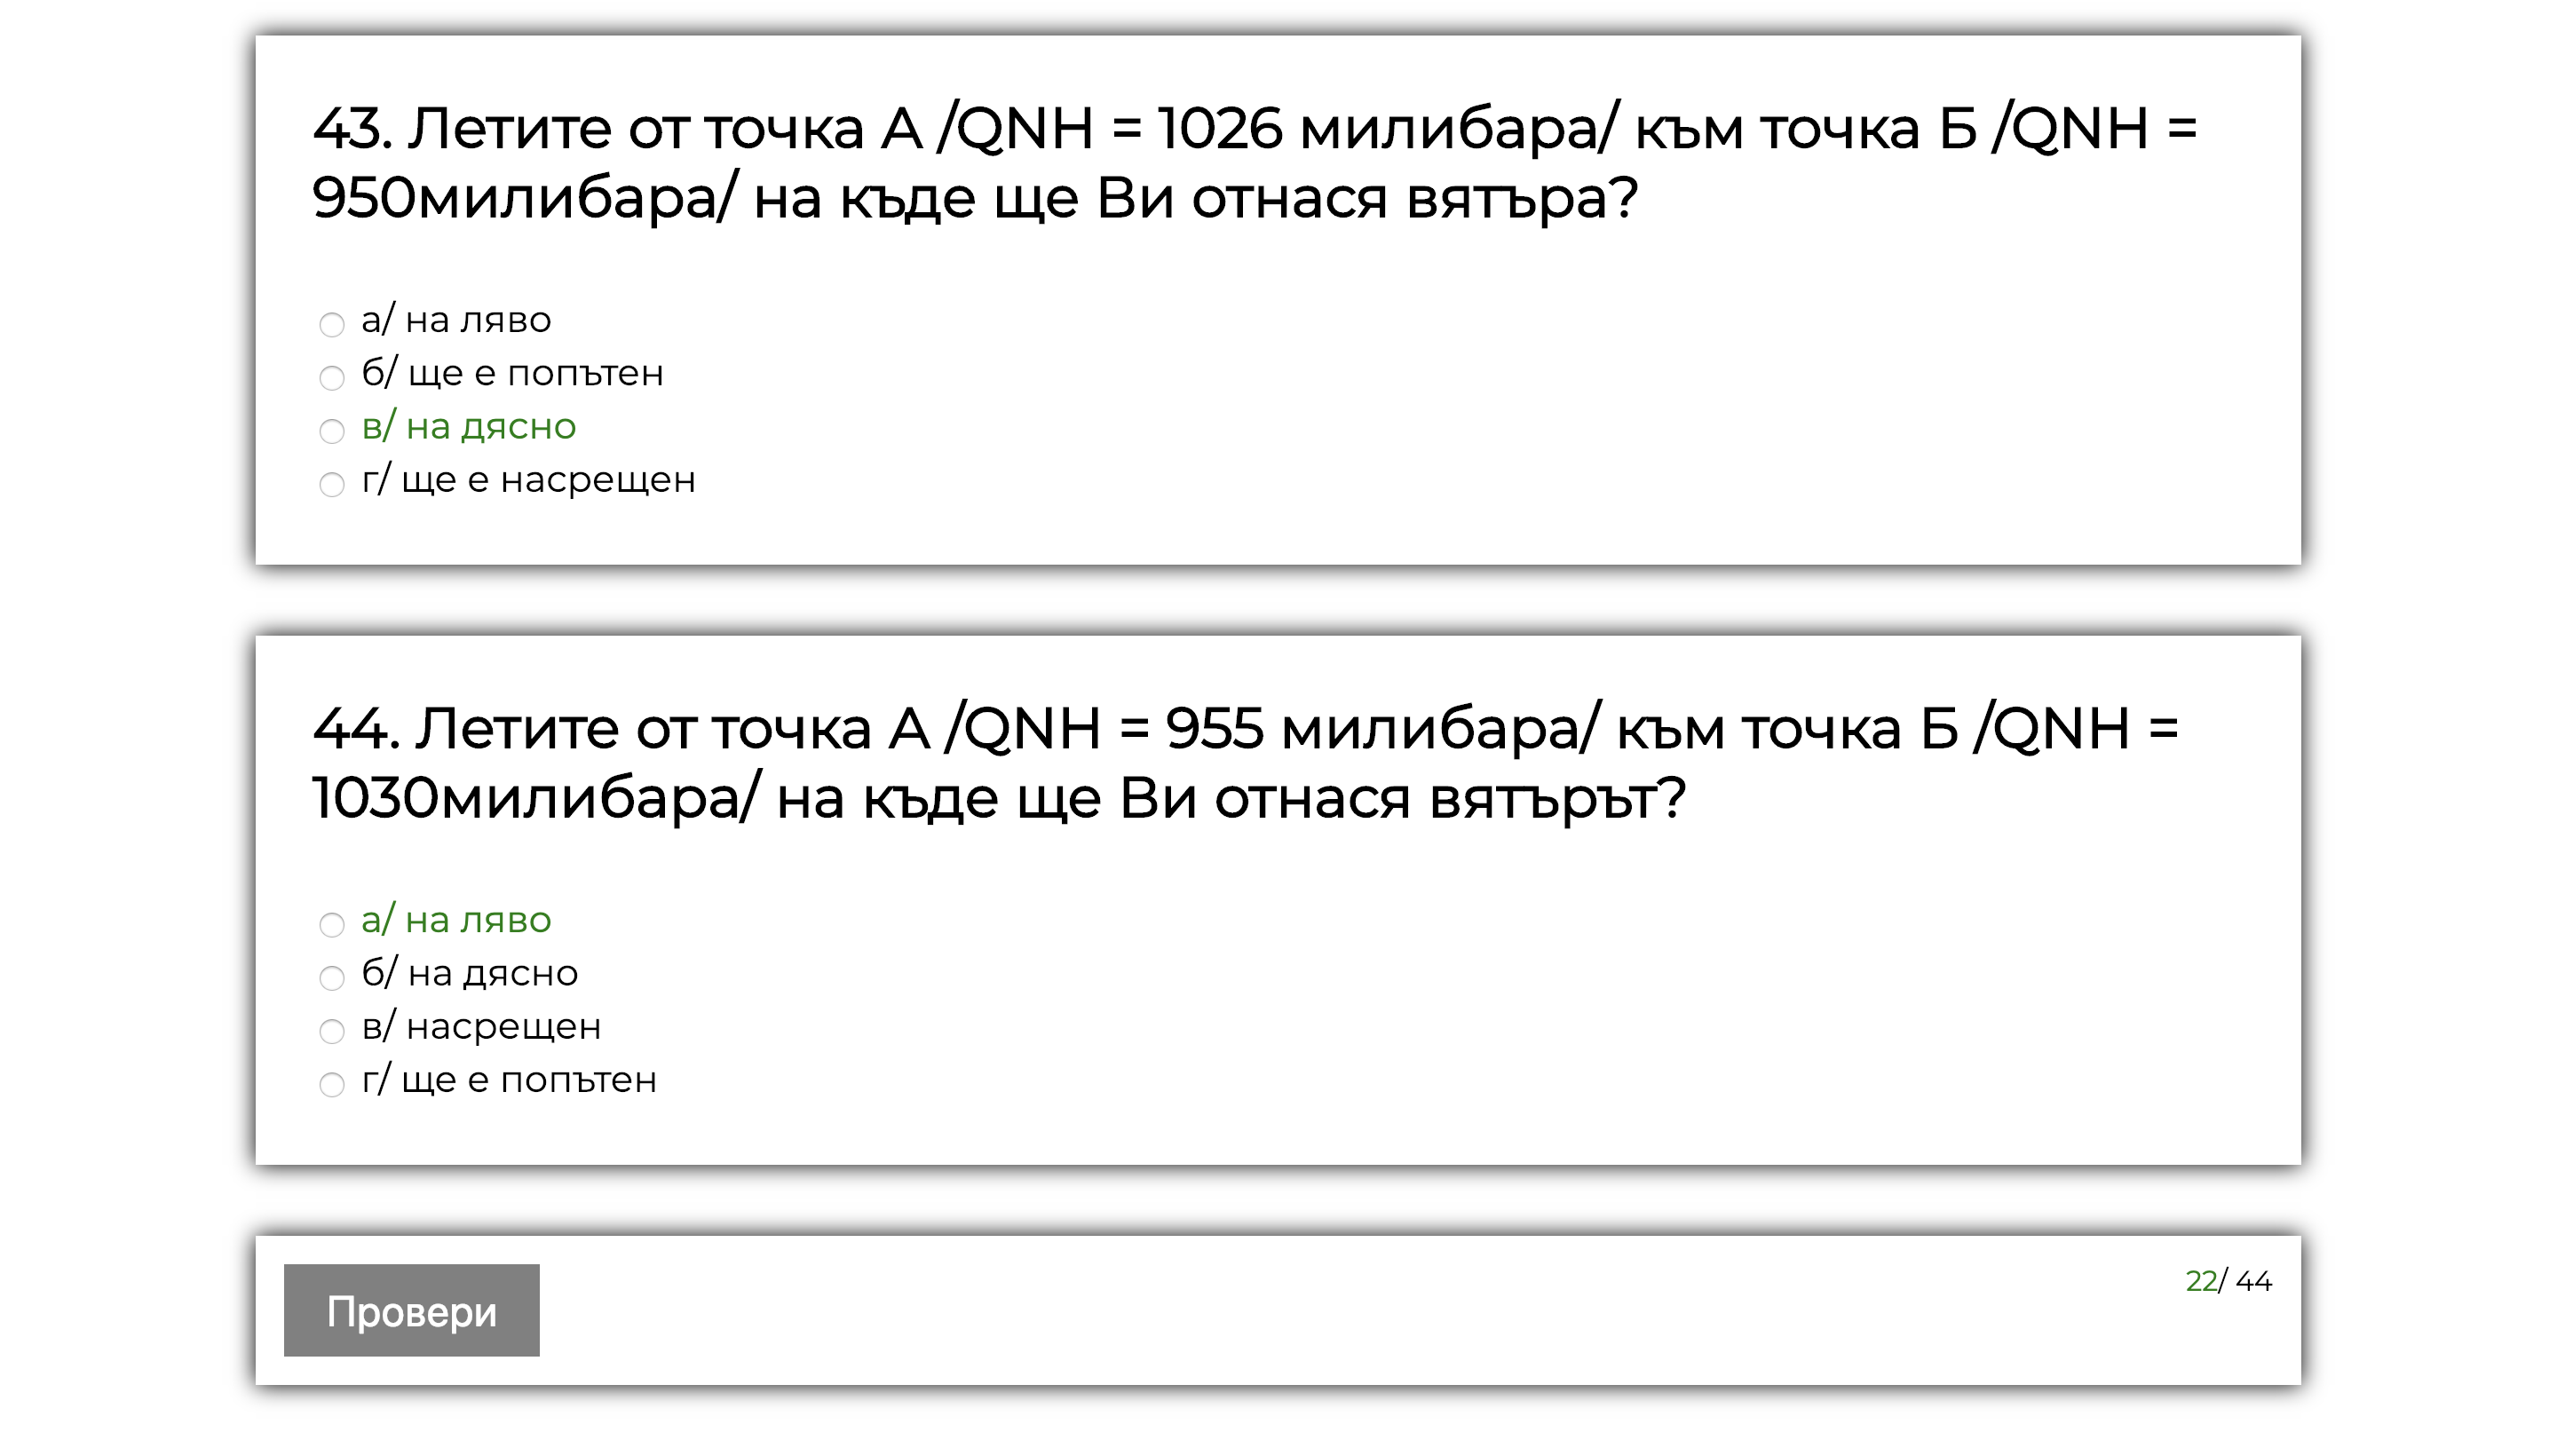 43. Летите от точка А /QNH = 1026 милибара/ към точка Б /QNH =
950милибара/ на къде ще Ви отнася вятъра?
а/ на ляво
б/ ще е попътен
в/ на дясно
г/ ще е насрещен
44. Летите от точка А /QNH = 955 милибара/ към точка Б /QNH =
1030милибара/ на къде ще Ви отнася вятърът?
а/ на ляво
б/ на дясно
в/ насрещен
г/ ще е попътен
22/ 44
Провери